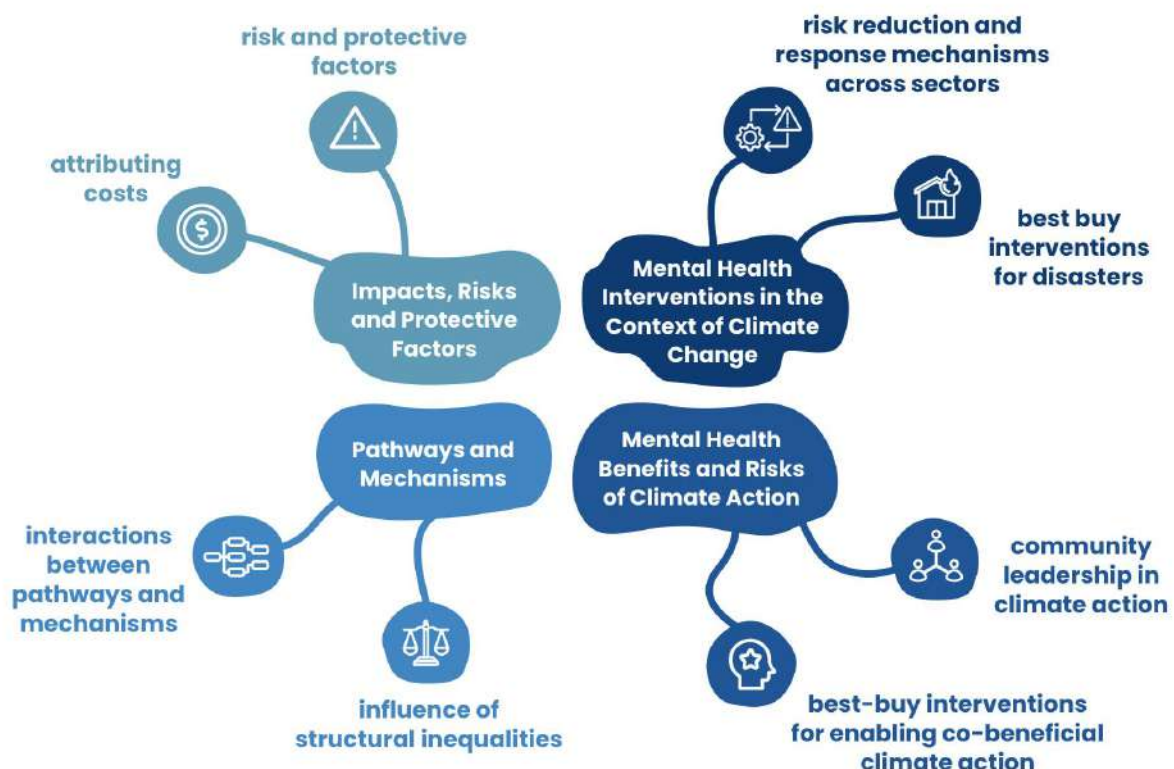 risk and protective
factors
attributing
costs
$
Impacts, Risks
and Protective
Factors
risk reduction and
response mechanisms
across sectors
best buy
interventions
for disasters
Mental Health
Interventions in the
Context of Climate
Change
Pathways and
Mechanisms
interactions
between
pathways and
mechanisms
influence of
structural inequalities
Mental Health
Benefits and Risks
of Climate Action
community
leadership in
climate action
best-buy interventions
for enabling co-beneficial
climate action